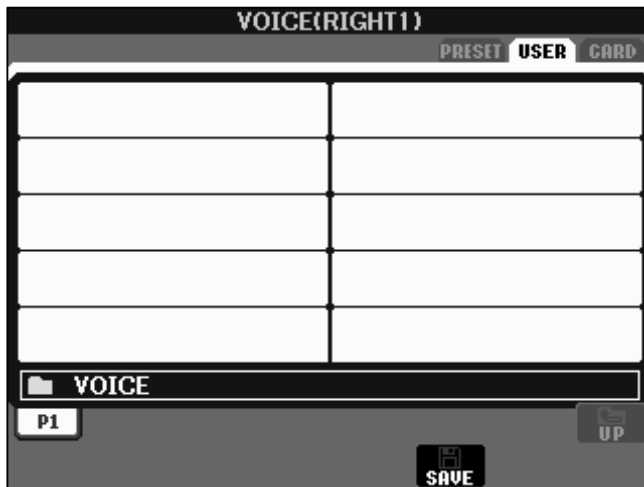 VOICE(RIGHT1)
PRESET USER CARD
VOICE
P1
UP
SAVE